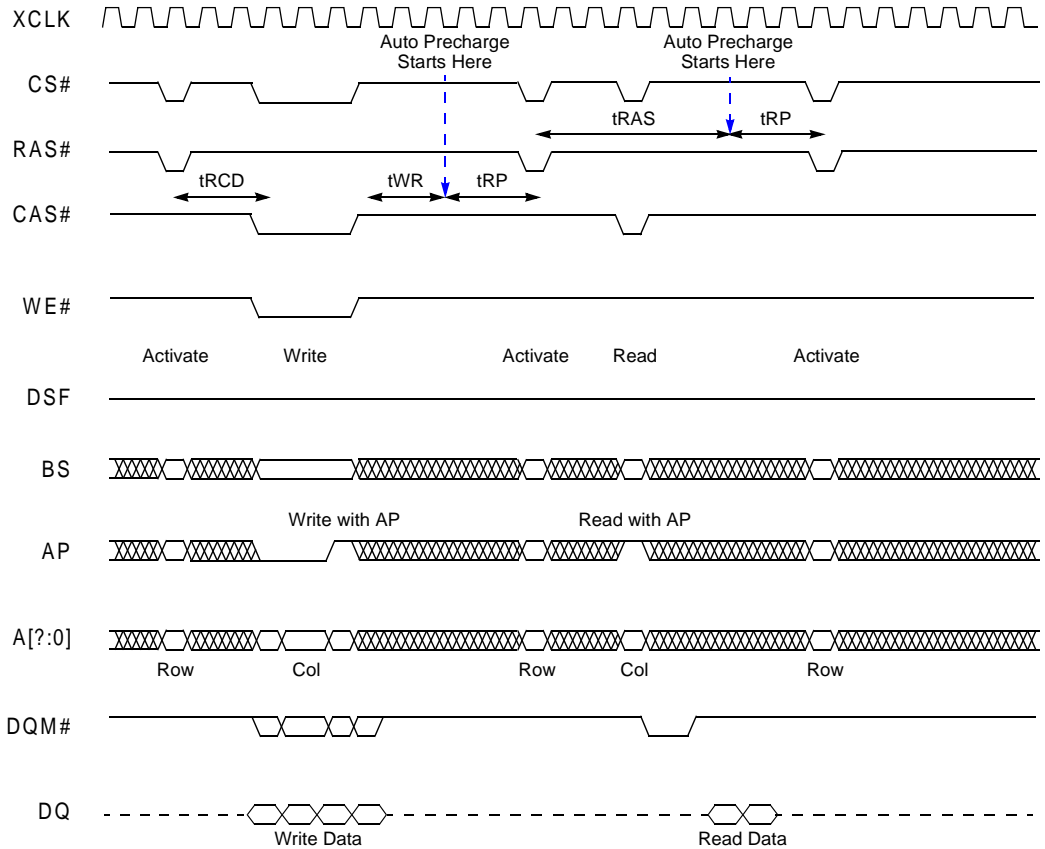 XCLK
Auto Precharge
Starts Here
Auto Precharge
Starts Here
CS#
tRAS
tRP
RAS#
tRCD
tWR
tRP
CAS#
WE#
Activate
Write
Activate
Read
Activate
DSF
BS
Write with AP
Read with AP
AP
A[?:0]
Row
Col
Row
Col
Row
DQM#
DQ
Write Data
Read Data